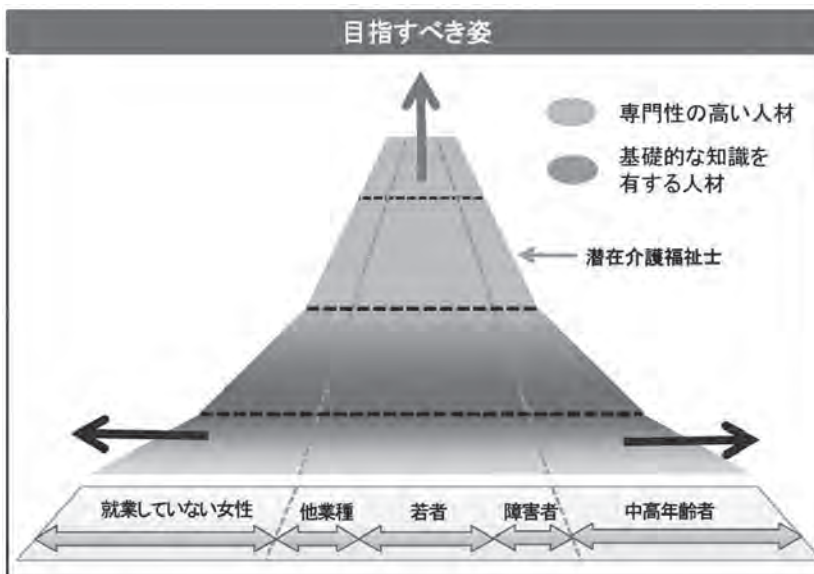 目指すべき姿
専門性の高い人材
基礎的な知識を
有する人材
潜在介護福祉士
就業していない女性
他業種
若者
障害者
中高年齢者